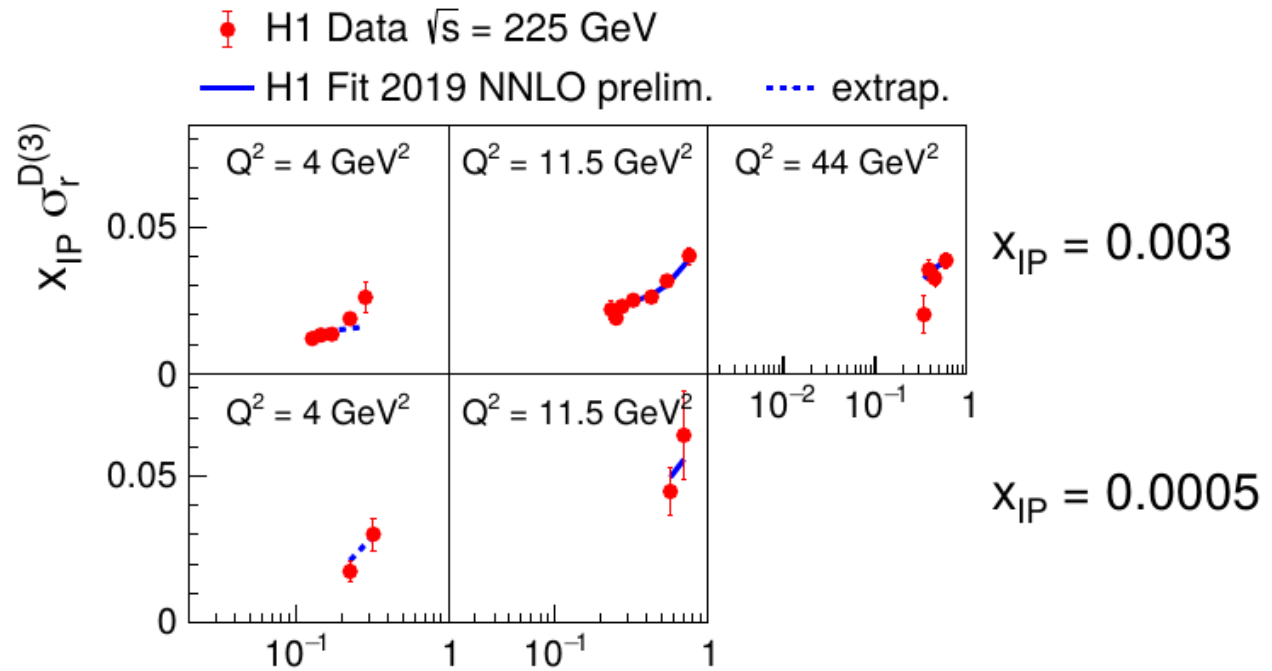 H1 Data √s = 225 GeV
H1 Fit 2019 NNLO prelim. extrap.
x_IP σ_r^D(3)
Q² = 4 GeV² Q² = 11.5 GeV² Q² = 44 GeV²
0.05
x_IP = 0.003
0
10⁻² 10⁻¹ 1
Q² = 4 GeV² Q² = 11.5 GeV²
0.05
x_IP = 0.0005
0
10⁻¹ 1 10⁻¹ 1